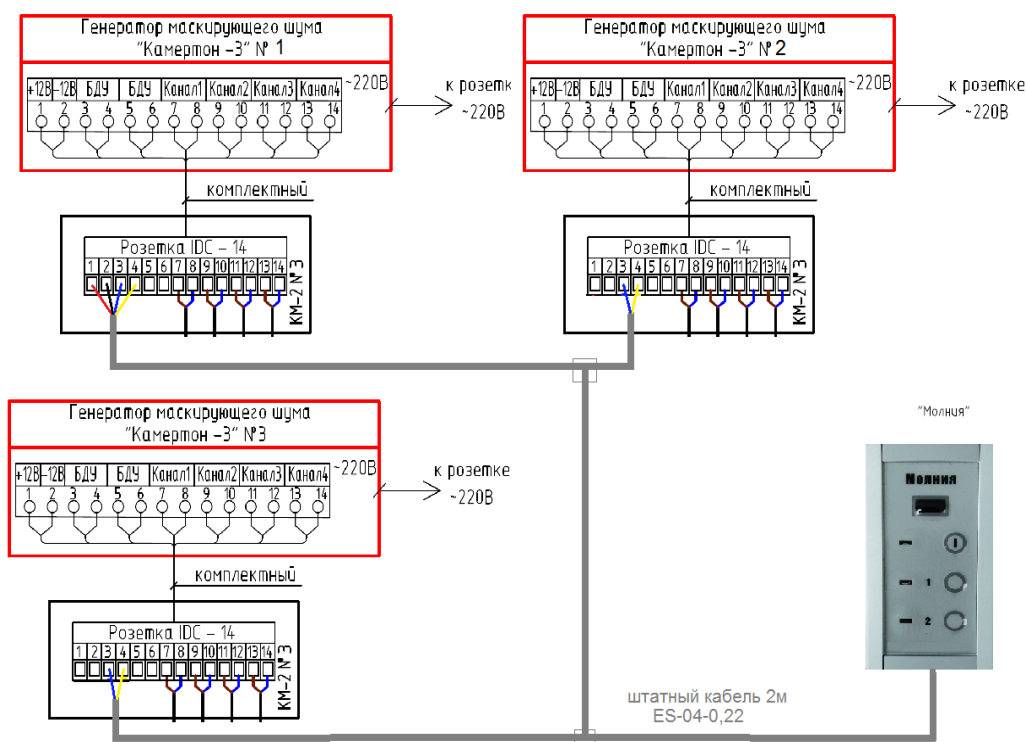 Генератор маскирующего шума
"Камертон –3" № 1
+12В –12В БДУ БДУ Канал1 Канал2 Канал3 Канал4
~220В
1 2 3 4 5 6 7 8 9 10 11 12 13 14
к розетк
~220В
комплектный
Розетка IDC – 14
1 2 3 4 5 6 7 8 9 10 11 12 13 14
КМ–2 №3
Генератор маскирующего шума
"Камертон –3" № 2
+12В –12В БДУ БДУ Канал1 Канал2 Канал3 Канал4
~220В
1 2 3 4 5 6 7 8 9 10 11 12 13 14
к розетке
~220В
комплектный
Розетка IDC – 14
1 2 3 4 5 6 7 8 9 10 11 12 13 14
КМ–2 №3
Генератор маскирующего шума
"Камертон –3" №3
+12В –12В БДУ БДУ Канал1 Канал2 Канал3 Канал4
~220В
1 2 3 4 5 6 7 8 9 10 11 12 13 14
к розетке
~220В
комплектный
Розетка IDC – 14
1 2 3 4 5 6 7 8 9 10 11 12 13 14
КМ–2 №3
"Молния"
Молния
1
2
штатный кабель 2м
ES-04-0,22